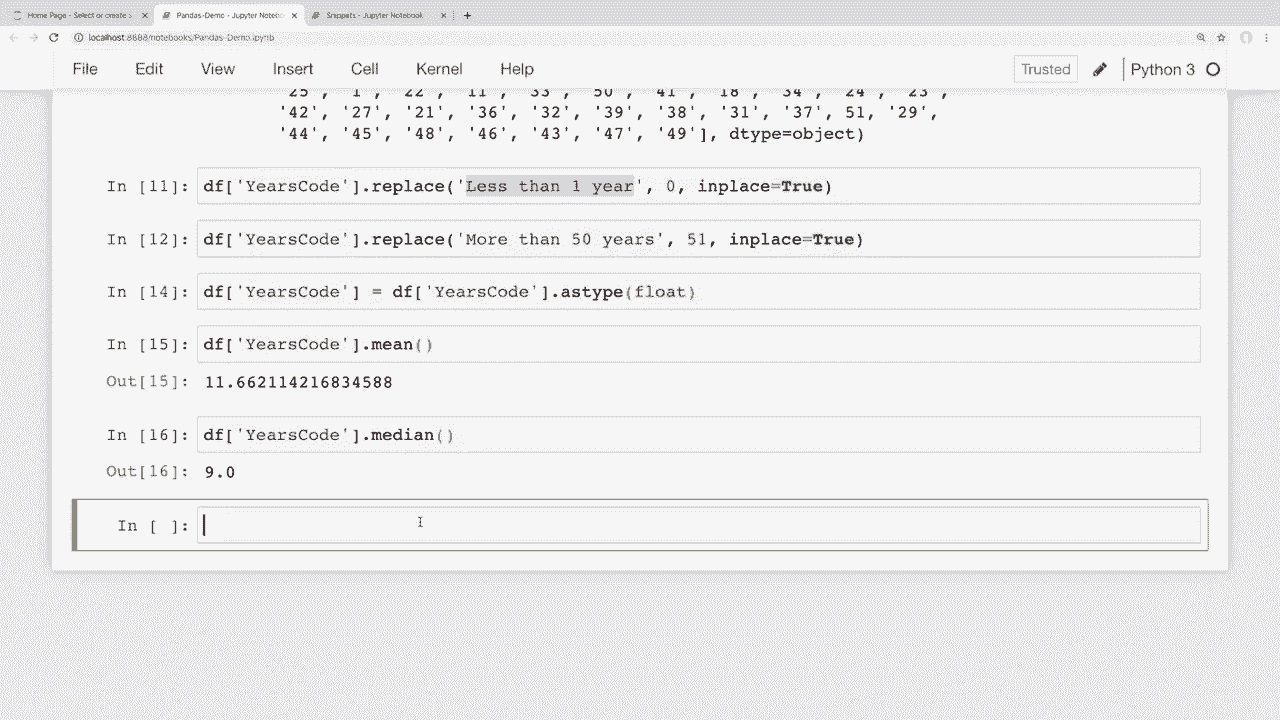 Home Page - Select or create a
Pandas-Demo - Jupyter Notebo
Snippets - Jupyter Notebook
localhost:8888/notebooks/Pandas-Demo.ipynb
File Edit View Insert Cell Kernel Help Trusted Python 3
'25', '1', '22', '11', '33', '50', '41', '18', '34', '24', '23',
'42', '27', '21', '36', '32', '39', '38', '31', '37', 51, '29',
'44', '45', '48', '46', '43', '47', '49'], dtype=object)
In [11]: df['YearsCode'].replace('Less than 1 year', 0, inplace=True)
In [12]: df['YearsCode'].replace('More than 50 years', 51, inplace=True)
In [14]: df['YearsCode'] = df['YearsCode'].astype(float)
In [15]: df['YearsCode'].mean()
Out[15]: 11.662114216834588
In [16]: df['YearsCode'].median()
Out[16]: 9.0
In [ ]: